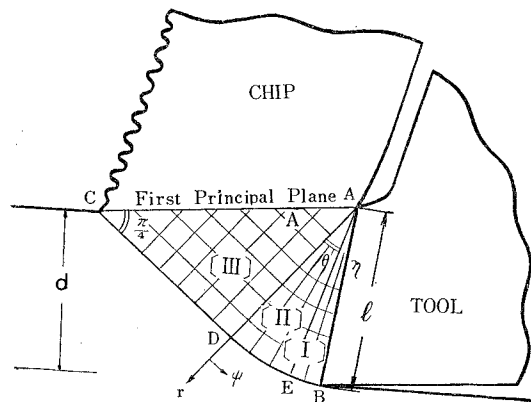 CHIP
C First Principal Plane A
π/4 A
[III] θ η
d [II] ℓ TOOL
[I]
D
ψ E B
r